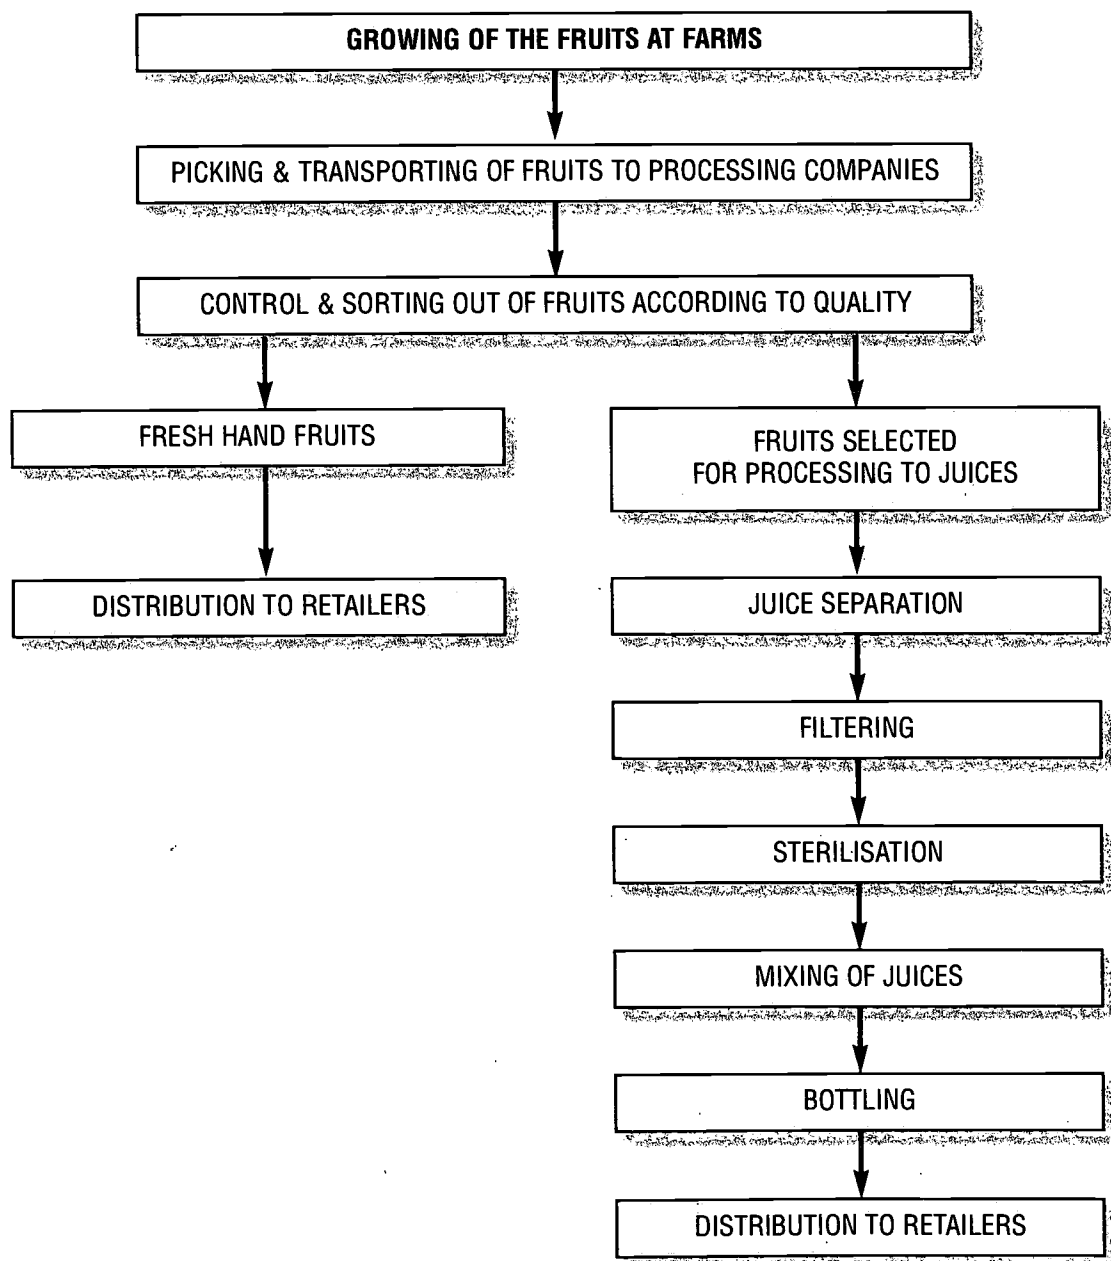 GROWING OF THE FRUITS AT FARMS
PICKING & TRANSPORTING OF FRUITS TO PROCESSING COMPANIES
CONTROL & SORTING OUT OF FRUITS ACCORDING TO QUALITY
FRESH HAND FRUITS
DISTRIBUTION TO RETAILERS
FRUITS SELECTED
FOR PROCESSING TO JUICES
JUICE SEPARATION
FILTERING
STERILISATION
MIXING OF JUICES
BOTTLING
DISTRIBUTION TO RETAILERS